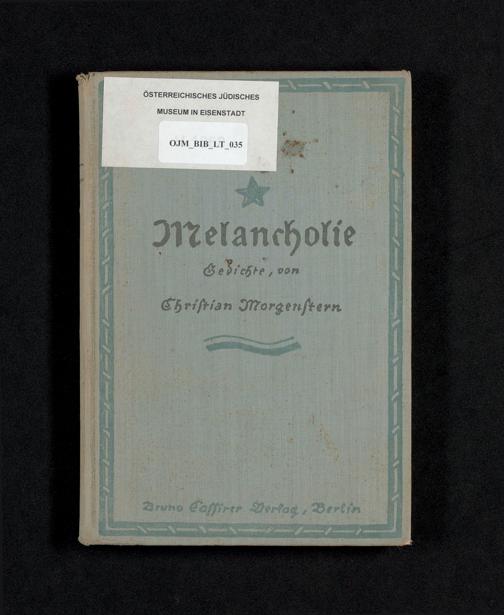 ÖSTERREICHISCHES JÜDISCHES
MUSEUM IN EISENSTADT
OJM_BIB_LT_035
Melancholie
Gedichte, von
Chriſtian Morgenſtern
Bruno Caſſirer Verlag, Berlin